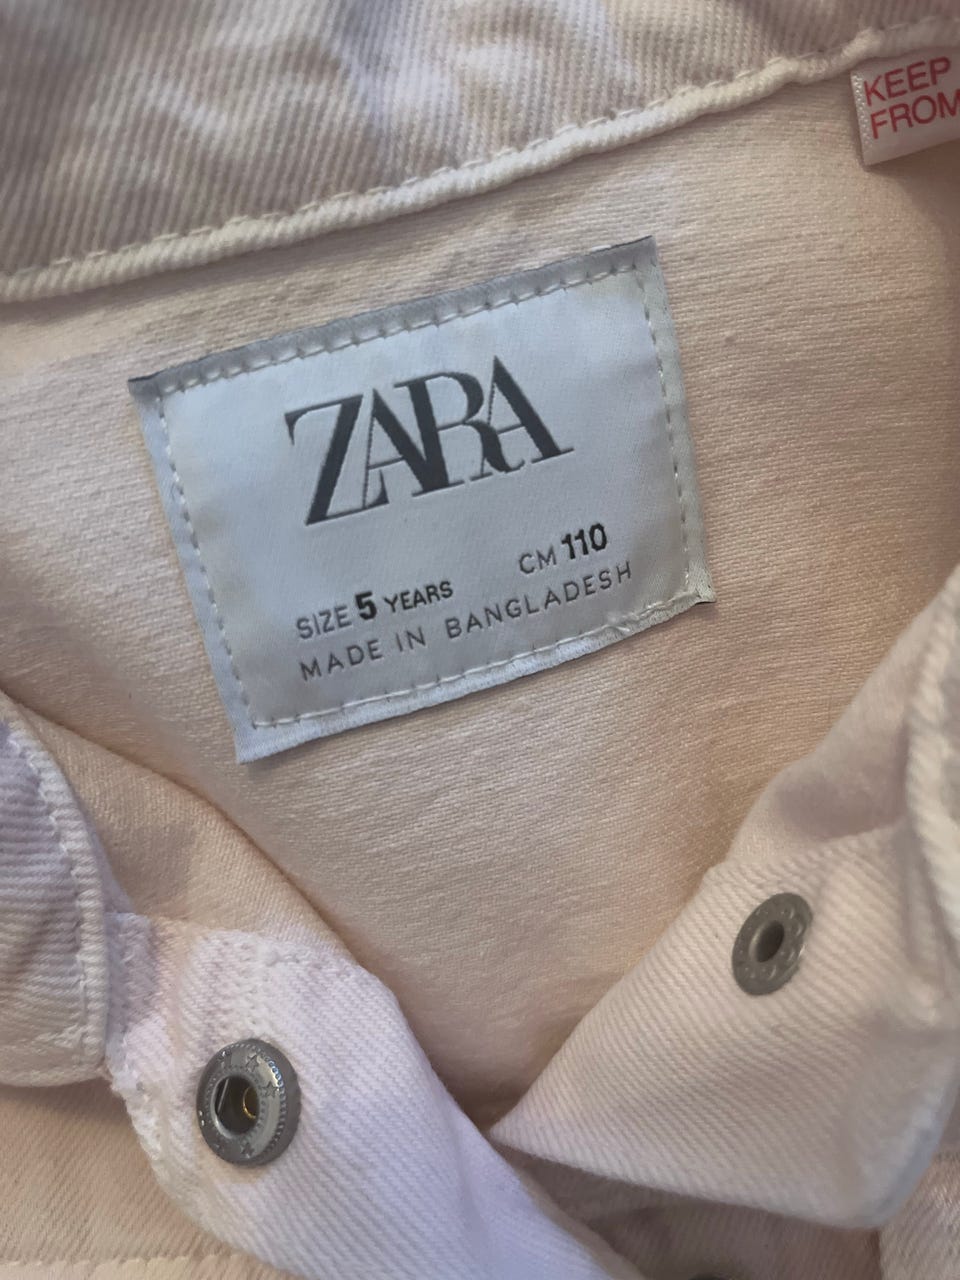 KEEP
FROM
ZARA
SIZE 5 YEARS CM 110
MADE IN BANGLADESH